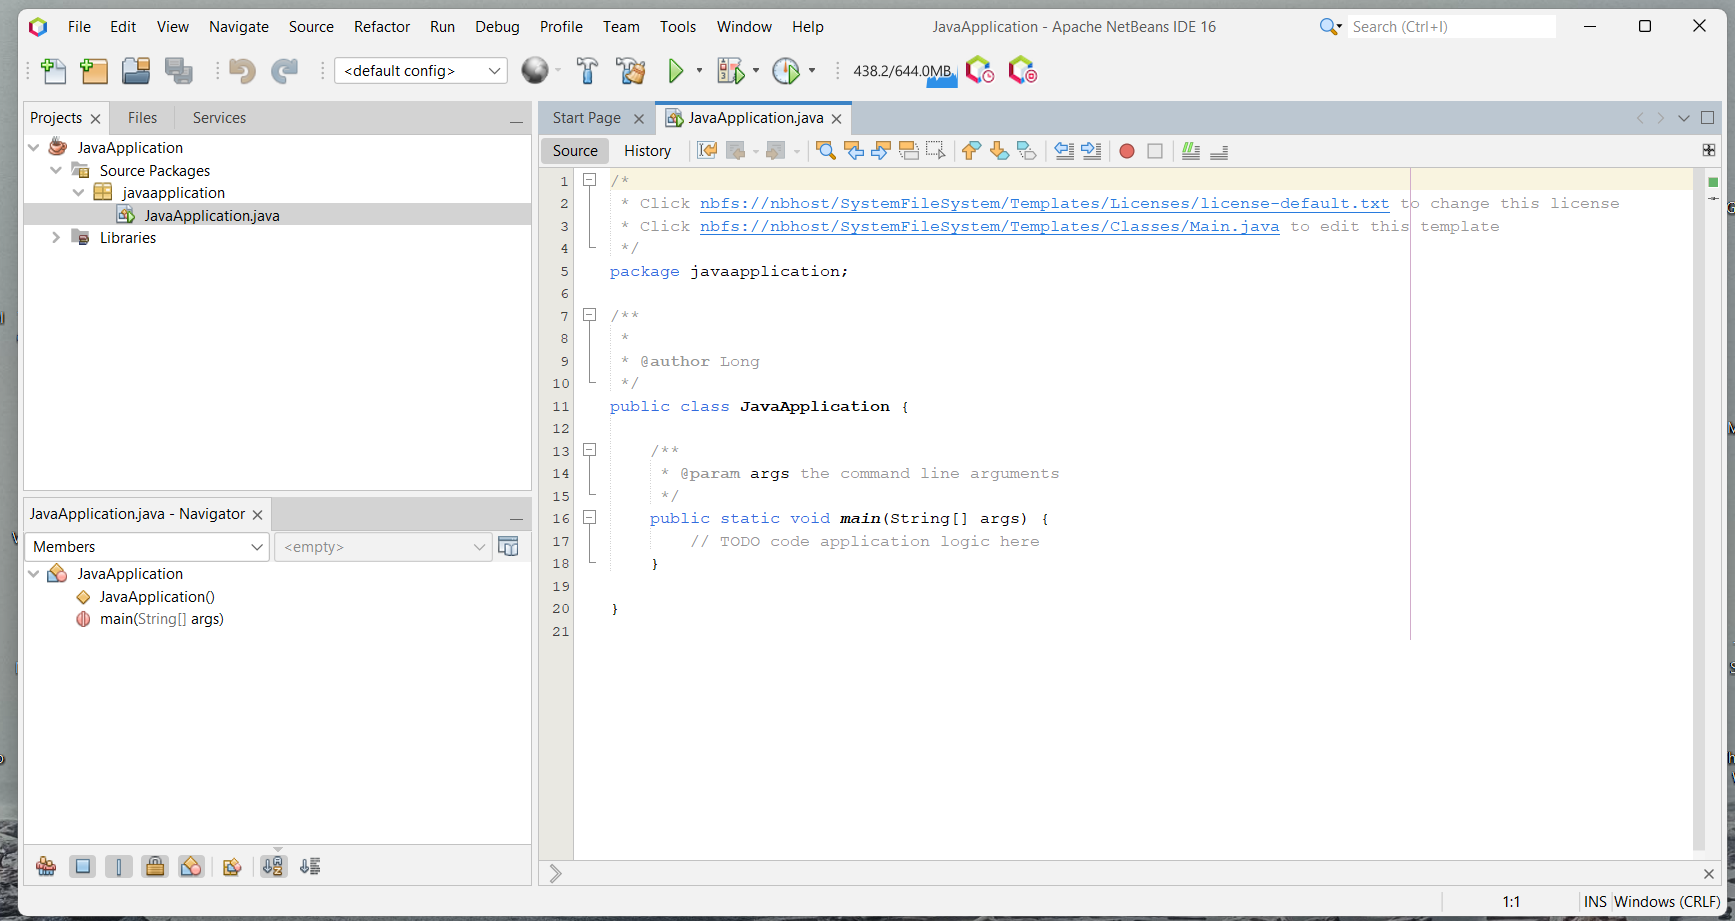 File Edit View Navigate Source Refactor Run Debug Profile Team Tools Window Help
JavaApplication - Apache NetBeans IDE 16
Search (Ctrl+I)
<default config>
438.2/644.0MB
Projects Files Services
JavaApplication
Source Packages
javaapplication
JavaApplication.java
Libraries
JavaApplication.java - Navigator
Members <empty>
JavaApplication
JavaApplication()
main(String[] args)
Start Page JavaApplication.java
Source History
1 /*
2 * Click nbfs://nbhost/SystemFileSystem/Templates/Licenses/license-default.txt to change this license
3 * Click nbfs://nbhost/SystemFileSystem/Templates/Classes/Main.java to edit this template
4 */
5 package javaapplication;
6
7 /**
8 *
9 * @author Long
10 */
11 public class JavaApplication {
12
13 /**
14 * @param args the command line arguments
15 */
16 public static void main(String[] args) {
17 // TODO code application logic here
18 }
19
20 }
21
1:1 INS Windows (CRLF)